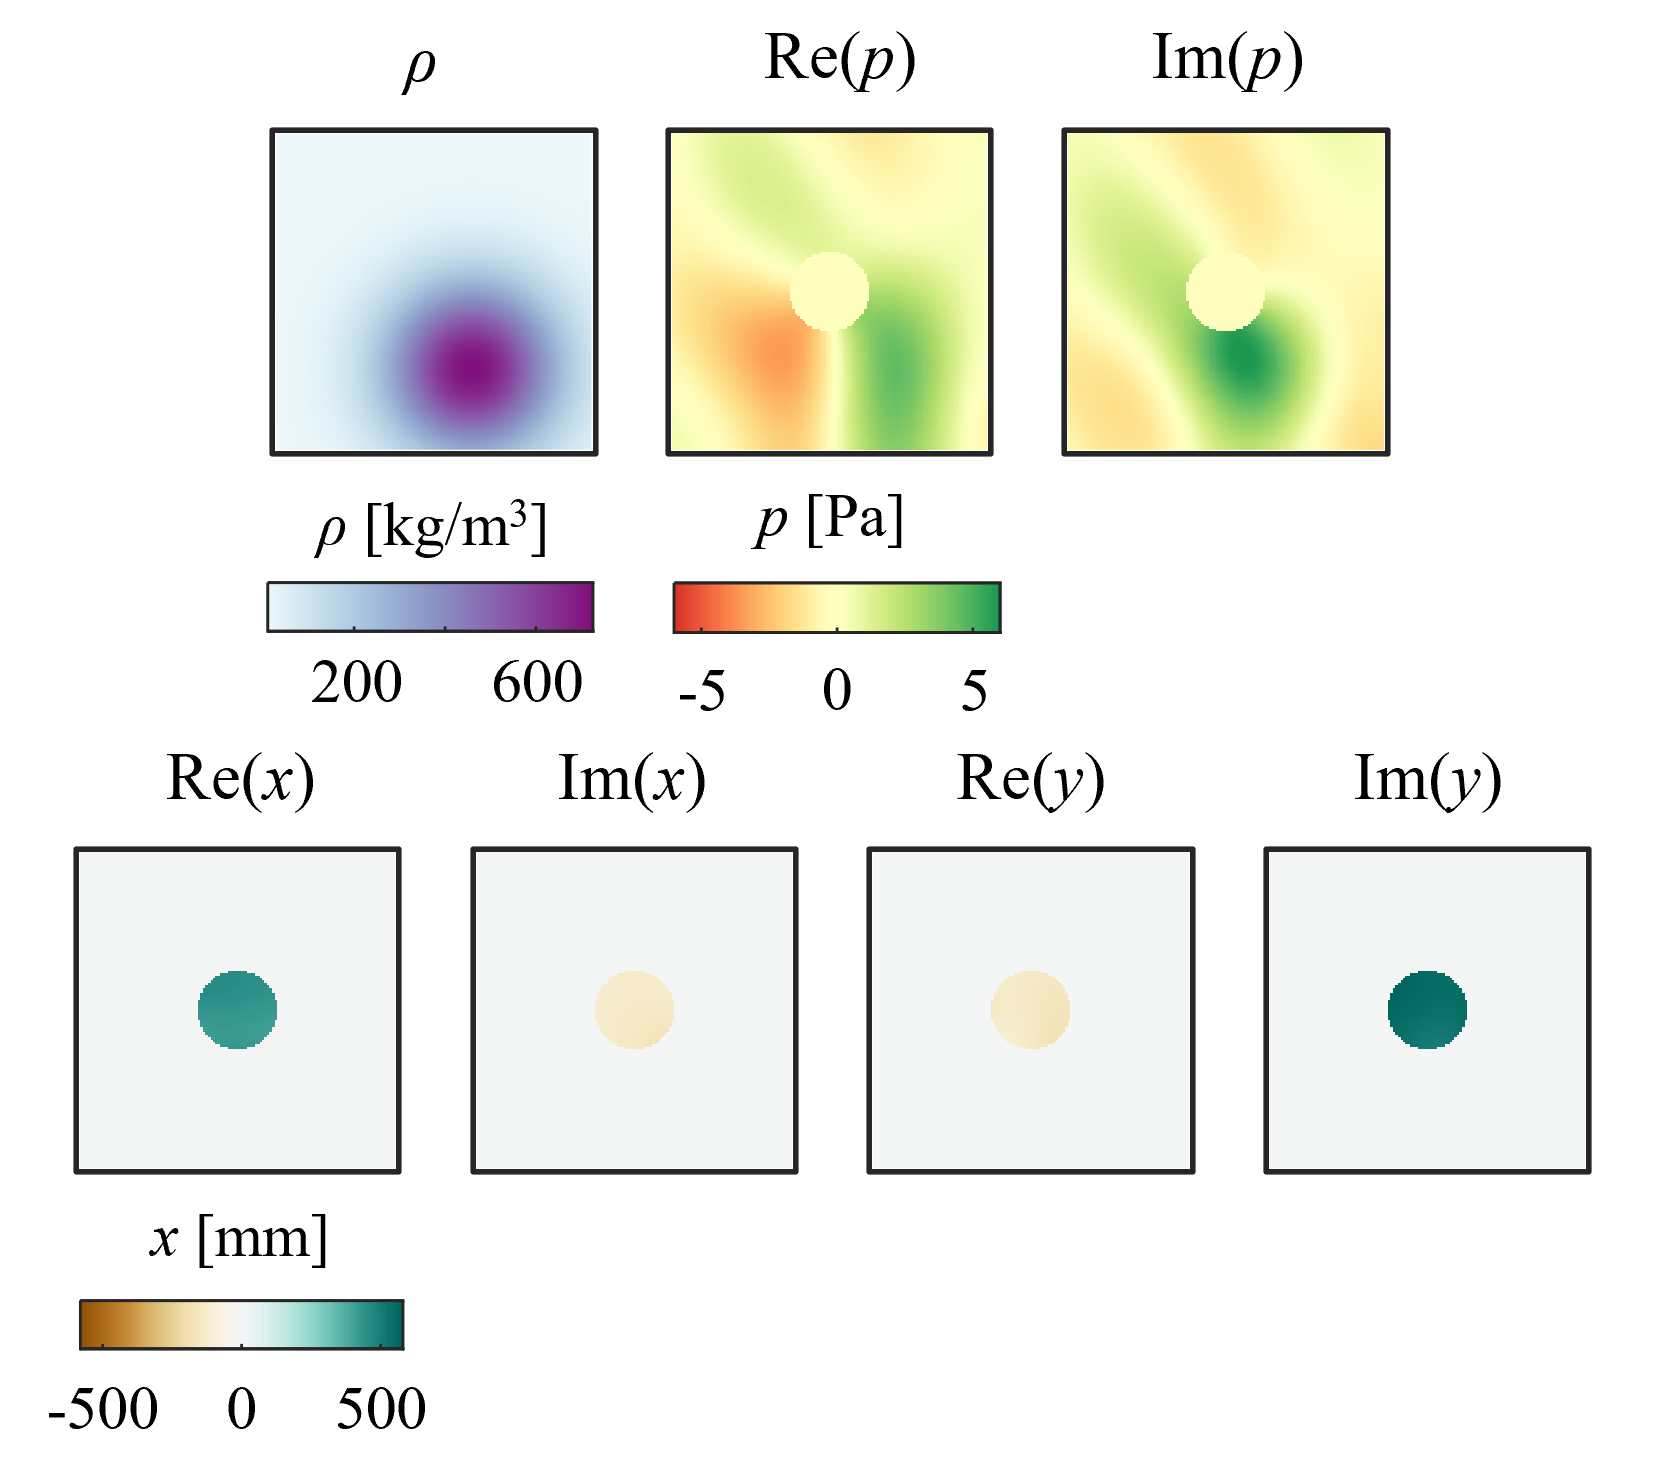 ρ Re(p) Im(p)
ρ [kg/m³] p [Pa]
200 600 -5 0 5
Re(x) Im(x) Re(y) Im(y)
x [mm]
-500 0 500